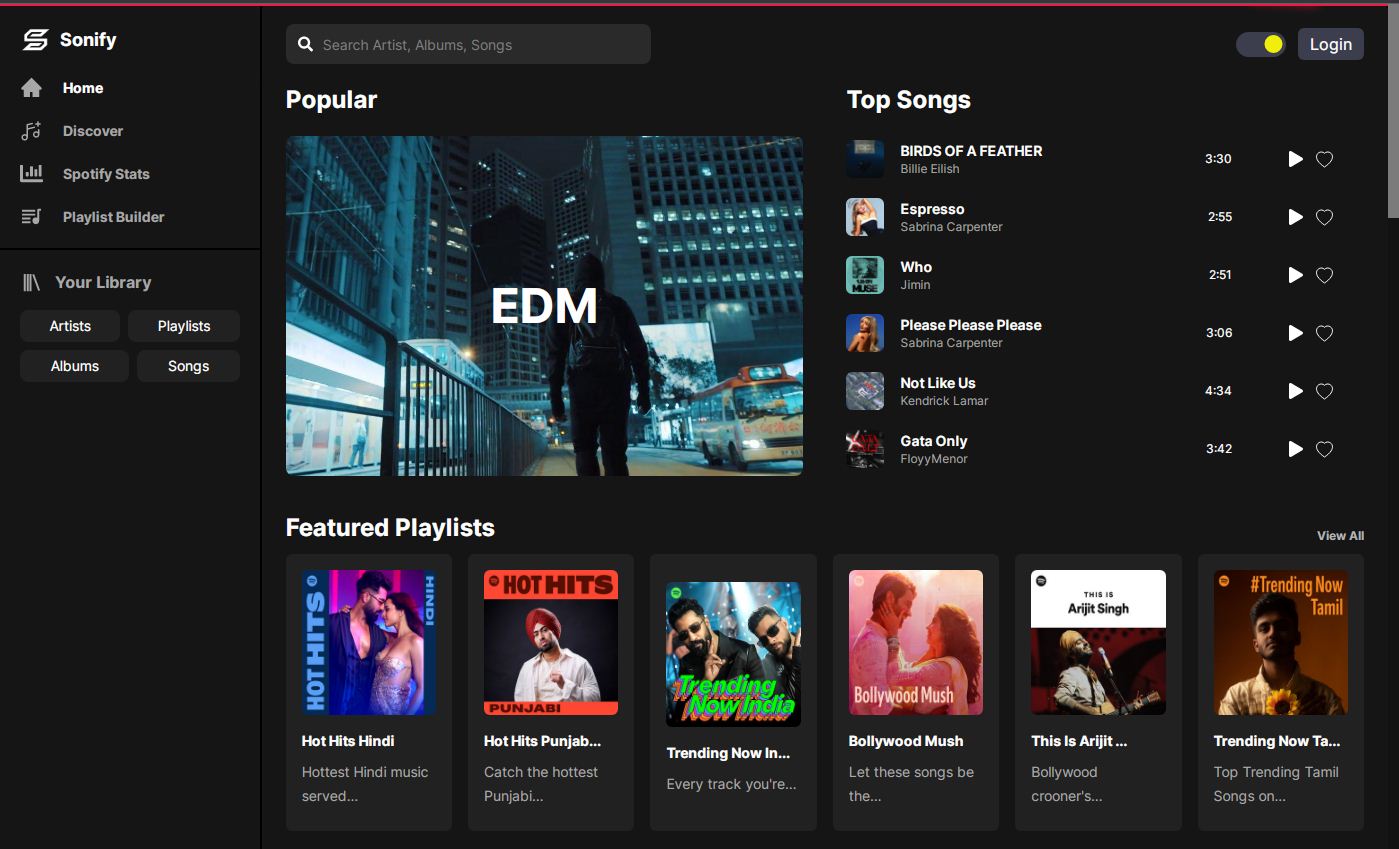 Sonify
Home
Discover
Spotify Stats
Playlist Builder
Your Library
Artists
Playlists
Albums
Songs
Search Artist, Albums, Songs
Login
Popular
EDM
Top Songs
BIRDS OF A FEATHER
Billie Eilish
3:30
Espresso
Sabrina Carpenter
2:55
Who
Jimin
2:51
MUSE
Please Please Please
Sabrina Carpenter
3:06
Not Like Us
Kendrick Lamar
4:34
Gata Only
FloyyMenor
3:42
Featured Playlists
View All
HOT HITS
HINDI
Hot Hits Hindi
Hottest Hindi music
served...
HOT HITS
PUNJABI
Hot Hits Punjab...
Catch the hottest
Punjabi...
Trending
Now India
Trending Now In...
Every track you're...
Bollywood Mush
Bollywood Mush
Let these songs be
the...
THIS IS
Arijit Singh
This Is Arijit ...
Bollywood
crooner's...
#Trending Now
Tamil
Trending Now Ta...
Top Trending Tamil
Songs on...